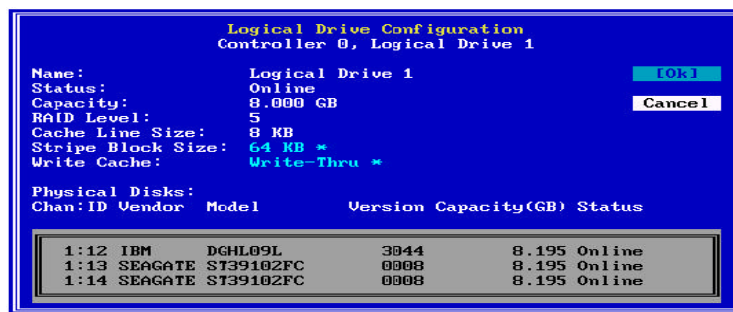 Logical Drive Configuration
Controller 0, Logical Drive 1
Name: Logical Drive 1 [Ok]
Status: Online
Capacity: 8.000 GB Cancel
RAID Level: 5
Cache Line Size: 8 KB
Stripe Block Size: 64 KB *
Write Cache: Write-Thru *
Physical Disks:
Chan:ID Vendor Model Version Capacity(GB) Status
1:12 IBM DGHL09L 3044 8.195 Online
1:13 SEAGATE ST39102FC 0008 8.195 Online
1:14 SEAGATE ST39102FC 0008 8.195 Online